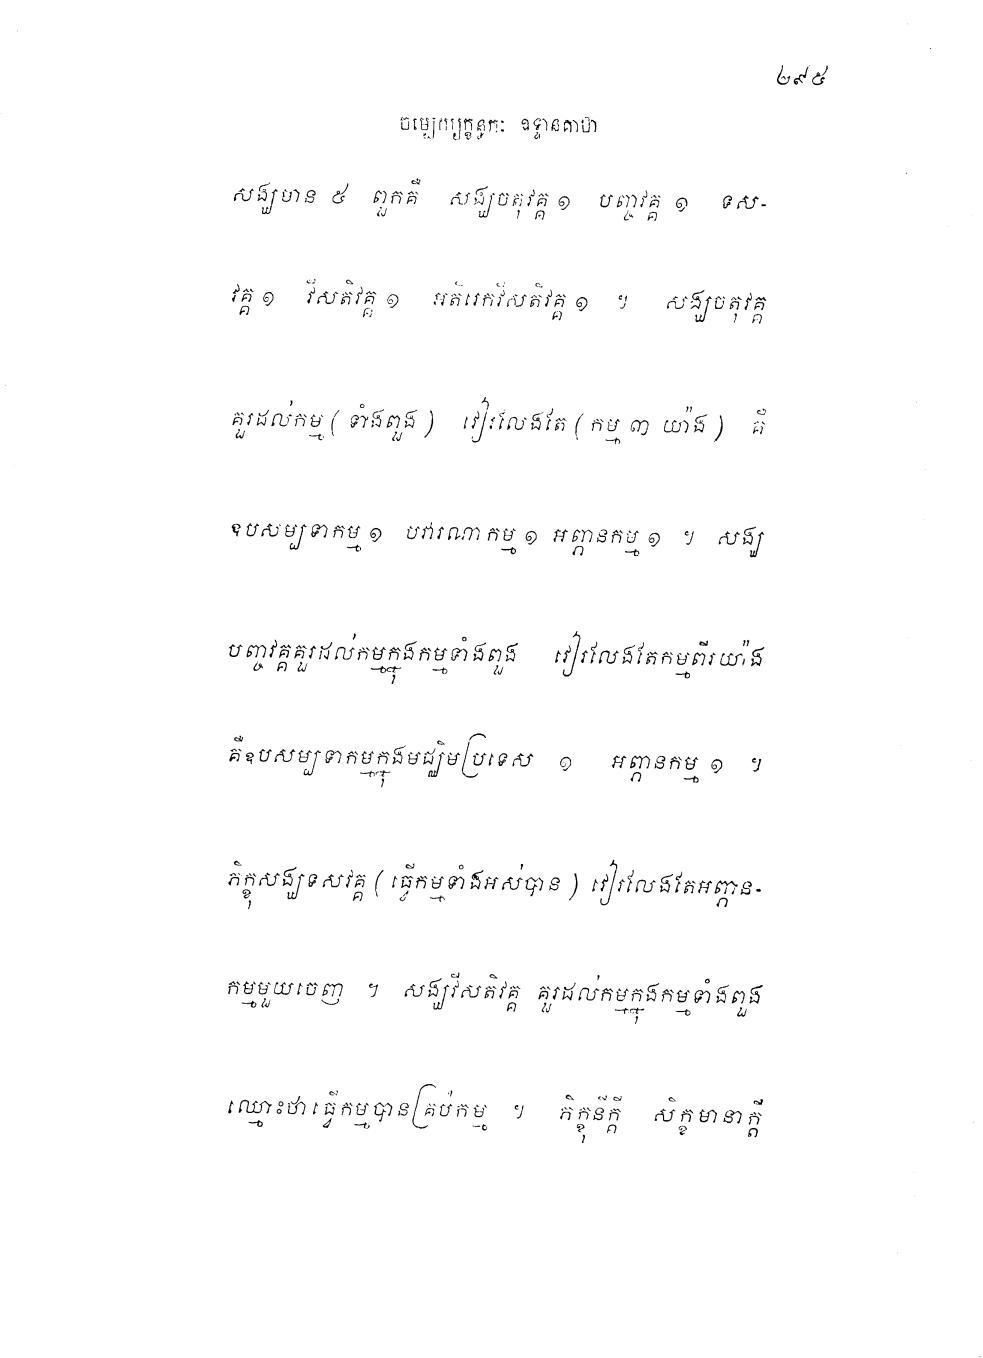 ២៩៥
ចម្បេយ្យក្ខន្ធកៈ ឧទ្ទានគាថា
សង្ឃមាន ៥ ពួកគឺ សង្ឃចតុវគ្គ ១ បញ្ចវគ្គ ១ ទស-
វគ្គ ១ វីសតិវគ្គ ១ អតិរេកវីសតិវគ្គ ១ ។ សង្ឃចតុវគ្គ
គួរដល់កម្ម ( ទាំងពួង ) វៀរលែងតែ ( កម្ម ៣ យ៉ាង ) គឺ
ឧបសម្បទាកម្ម ១ បវារណាកម្ម ១ អព្ភានកម្ម ១ ។ សង្ឃ
បញ្ចវគ្គគួរដល់កម្មក្នុងកម្មទាំងពួង វៀរលែងតែកម្មពីរយ៉ាង
គឺឧបសម្បទាកម្មក្នុងមជ្ឈិមប្រទេស ១ អព្ភានកម្ម ១ ។
ភិក្ខុសង្ឃទសវគ្គ ( ធ្វើកម្មទាំងអស់បាន ) វៀរលែងតែអព្ភាន-
កម្មមួយចេញ ។ សង្ឃវីសតិវគ្គ គួរដល់កម្មក្នុងកម្មទាំងពួង
ឈ្មោះថាធ្វើកម្មបានគ្រប់កម្ម ។ ភិក្ខុនីក្តី សិក្ខមានាក្តី